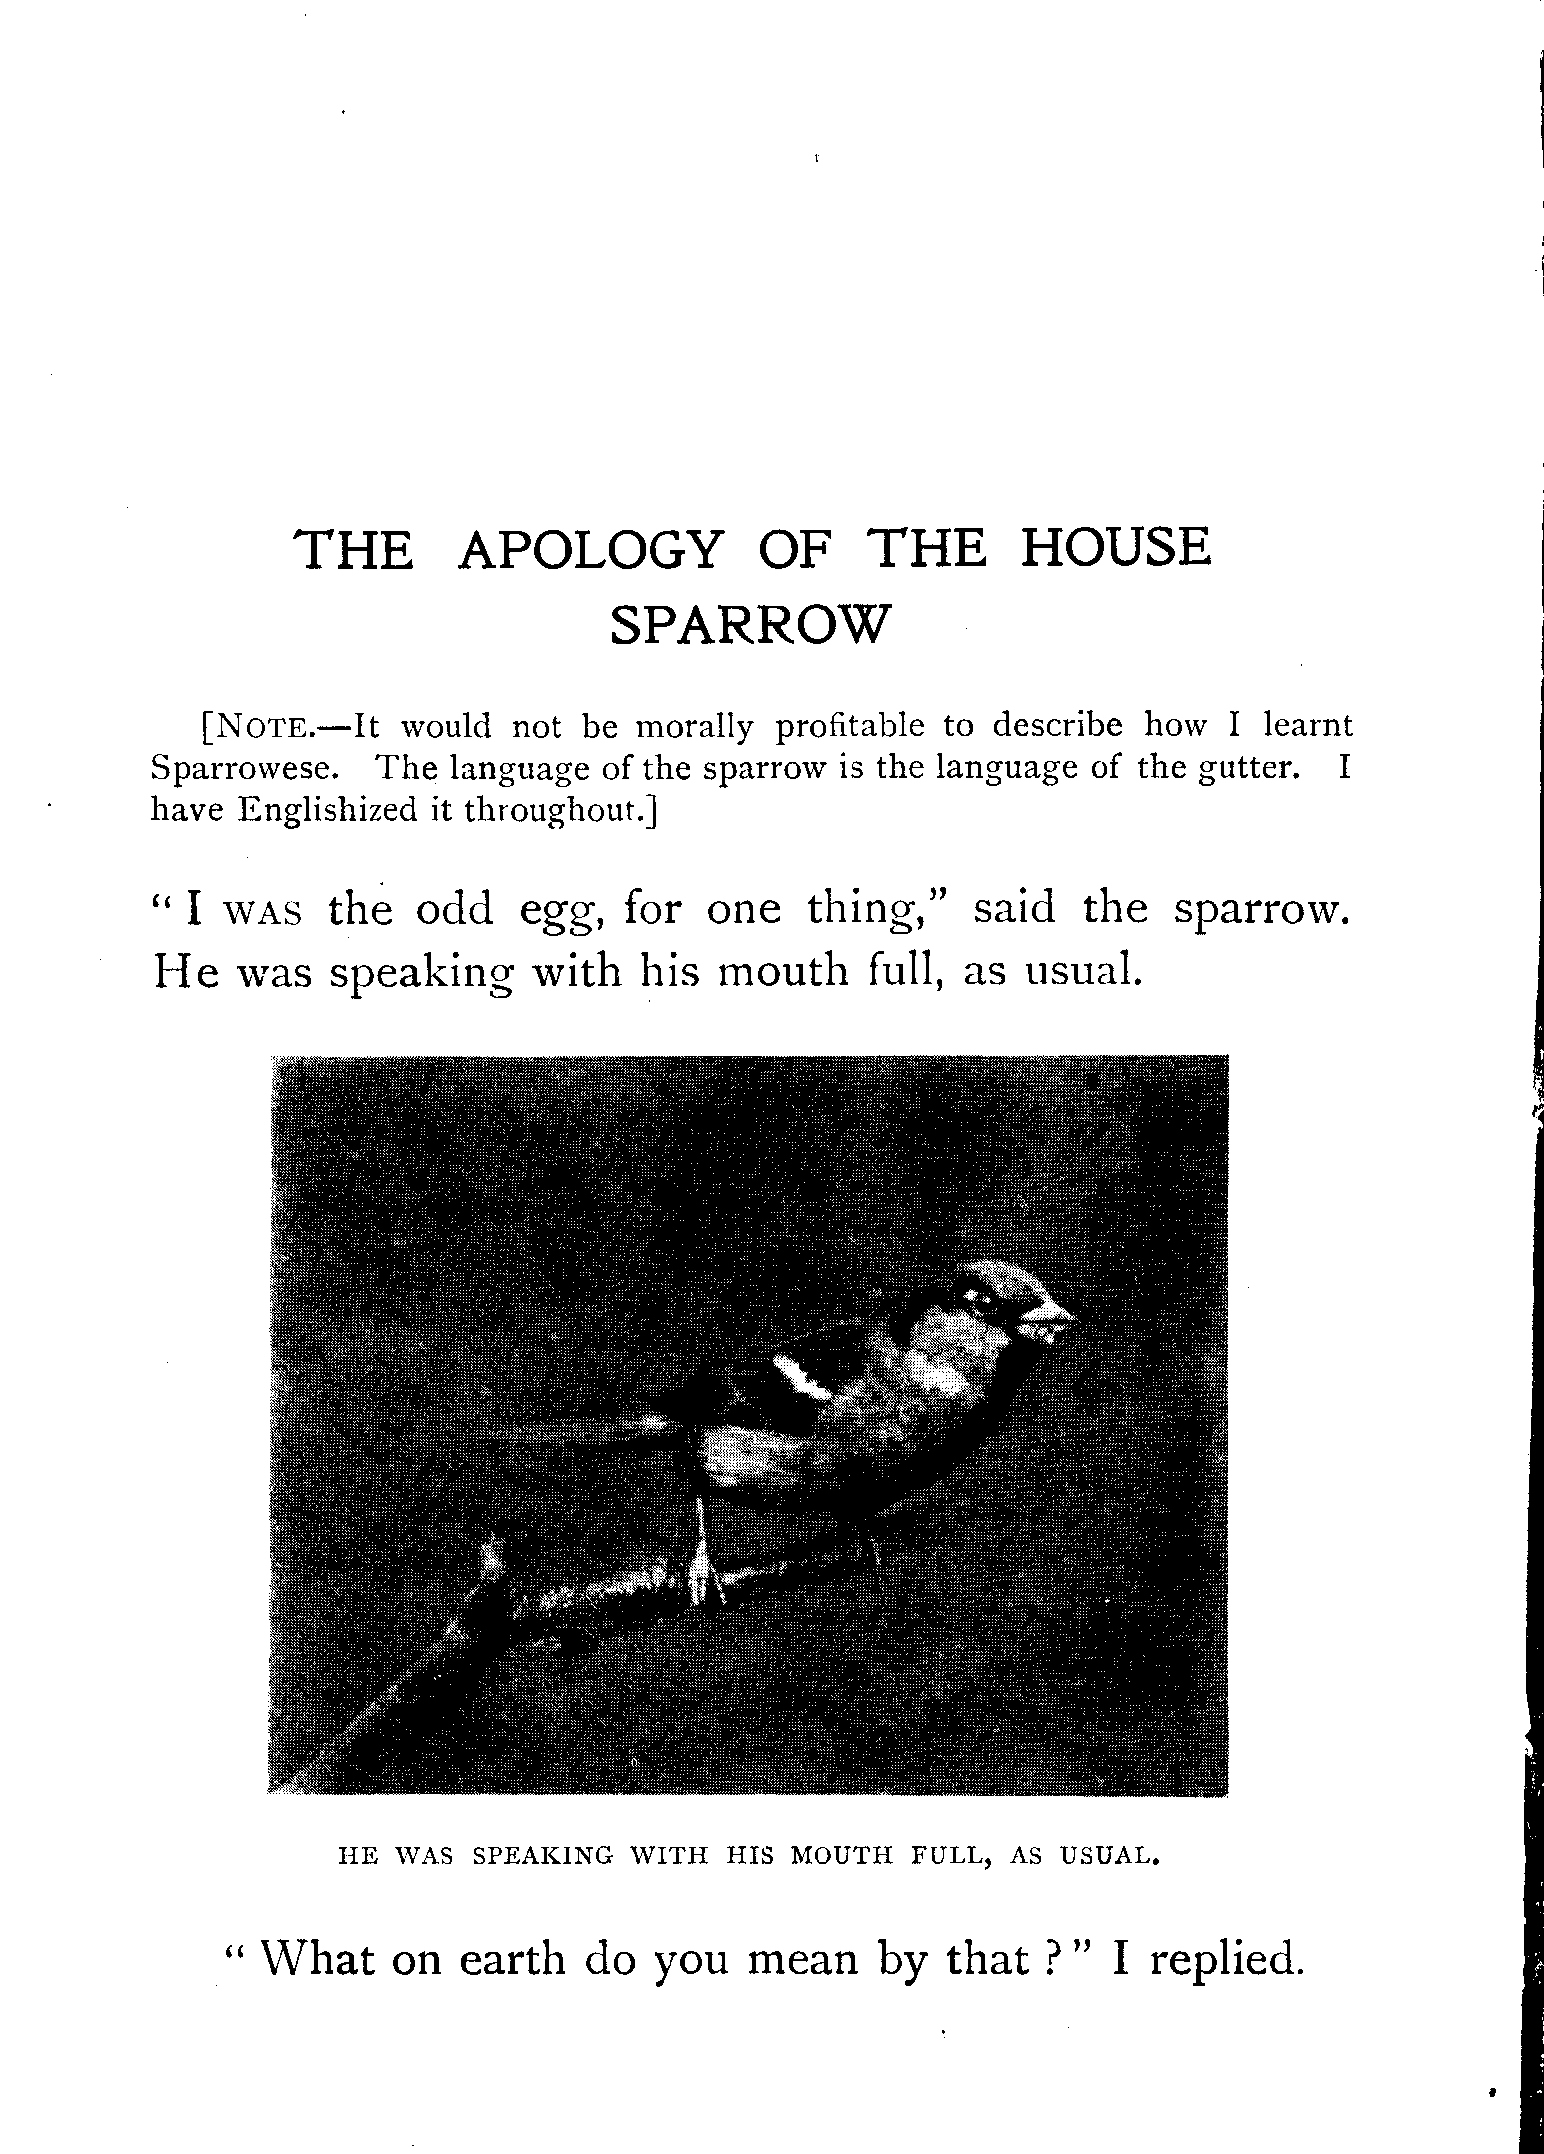 THE APOLOGY OF THE HOUSE
SPARROW
[NOTE.—It would not be morally profitable to describe how I learnt
Sparrowese. The language of the sparrow is the language of the gutter. I
have Englishized it throughout.]
“ I WAS the odd egg, for one thing,” said the sparrow.
He was speaking with his mouth full, as usual.
HE WAS SPEAKING WITH HIS MOUTH FULL, AS USUAL.
“ What on earth do you mean by that ? ” I replied.